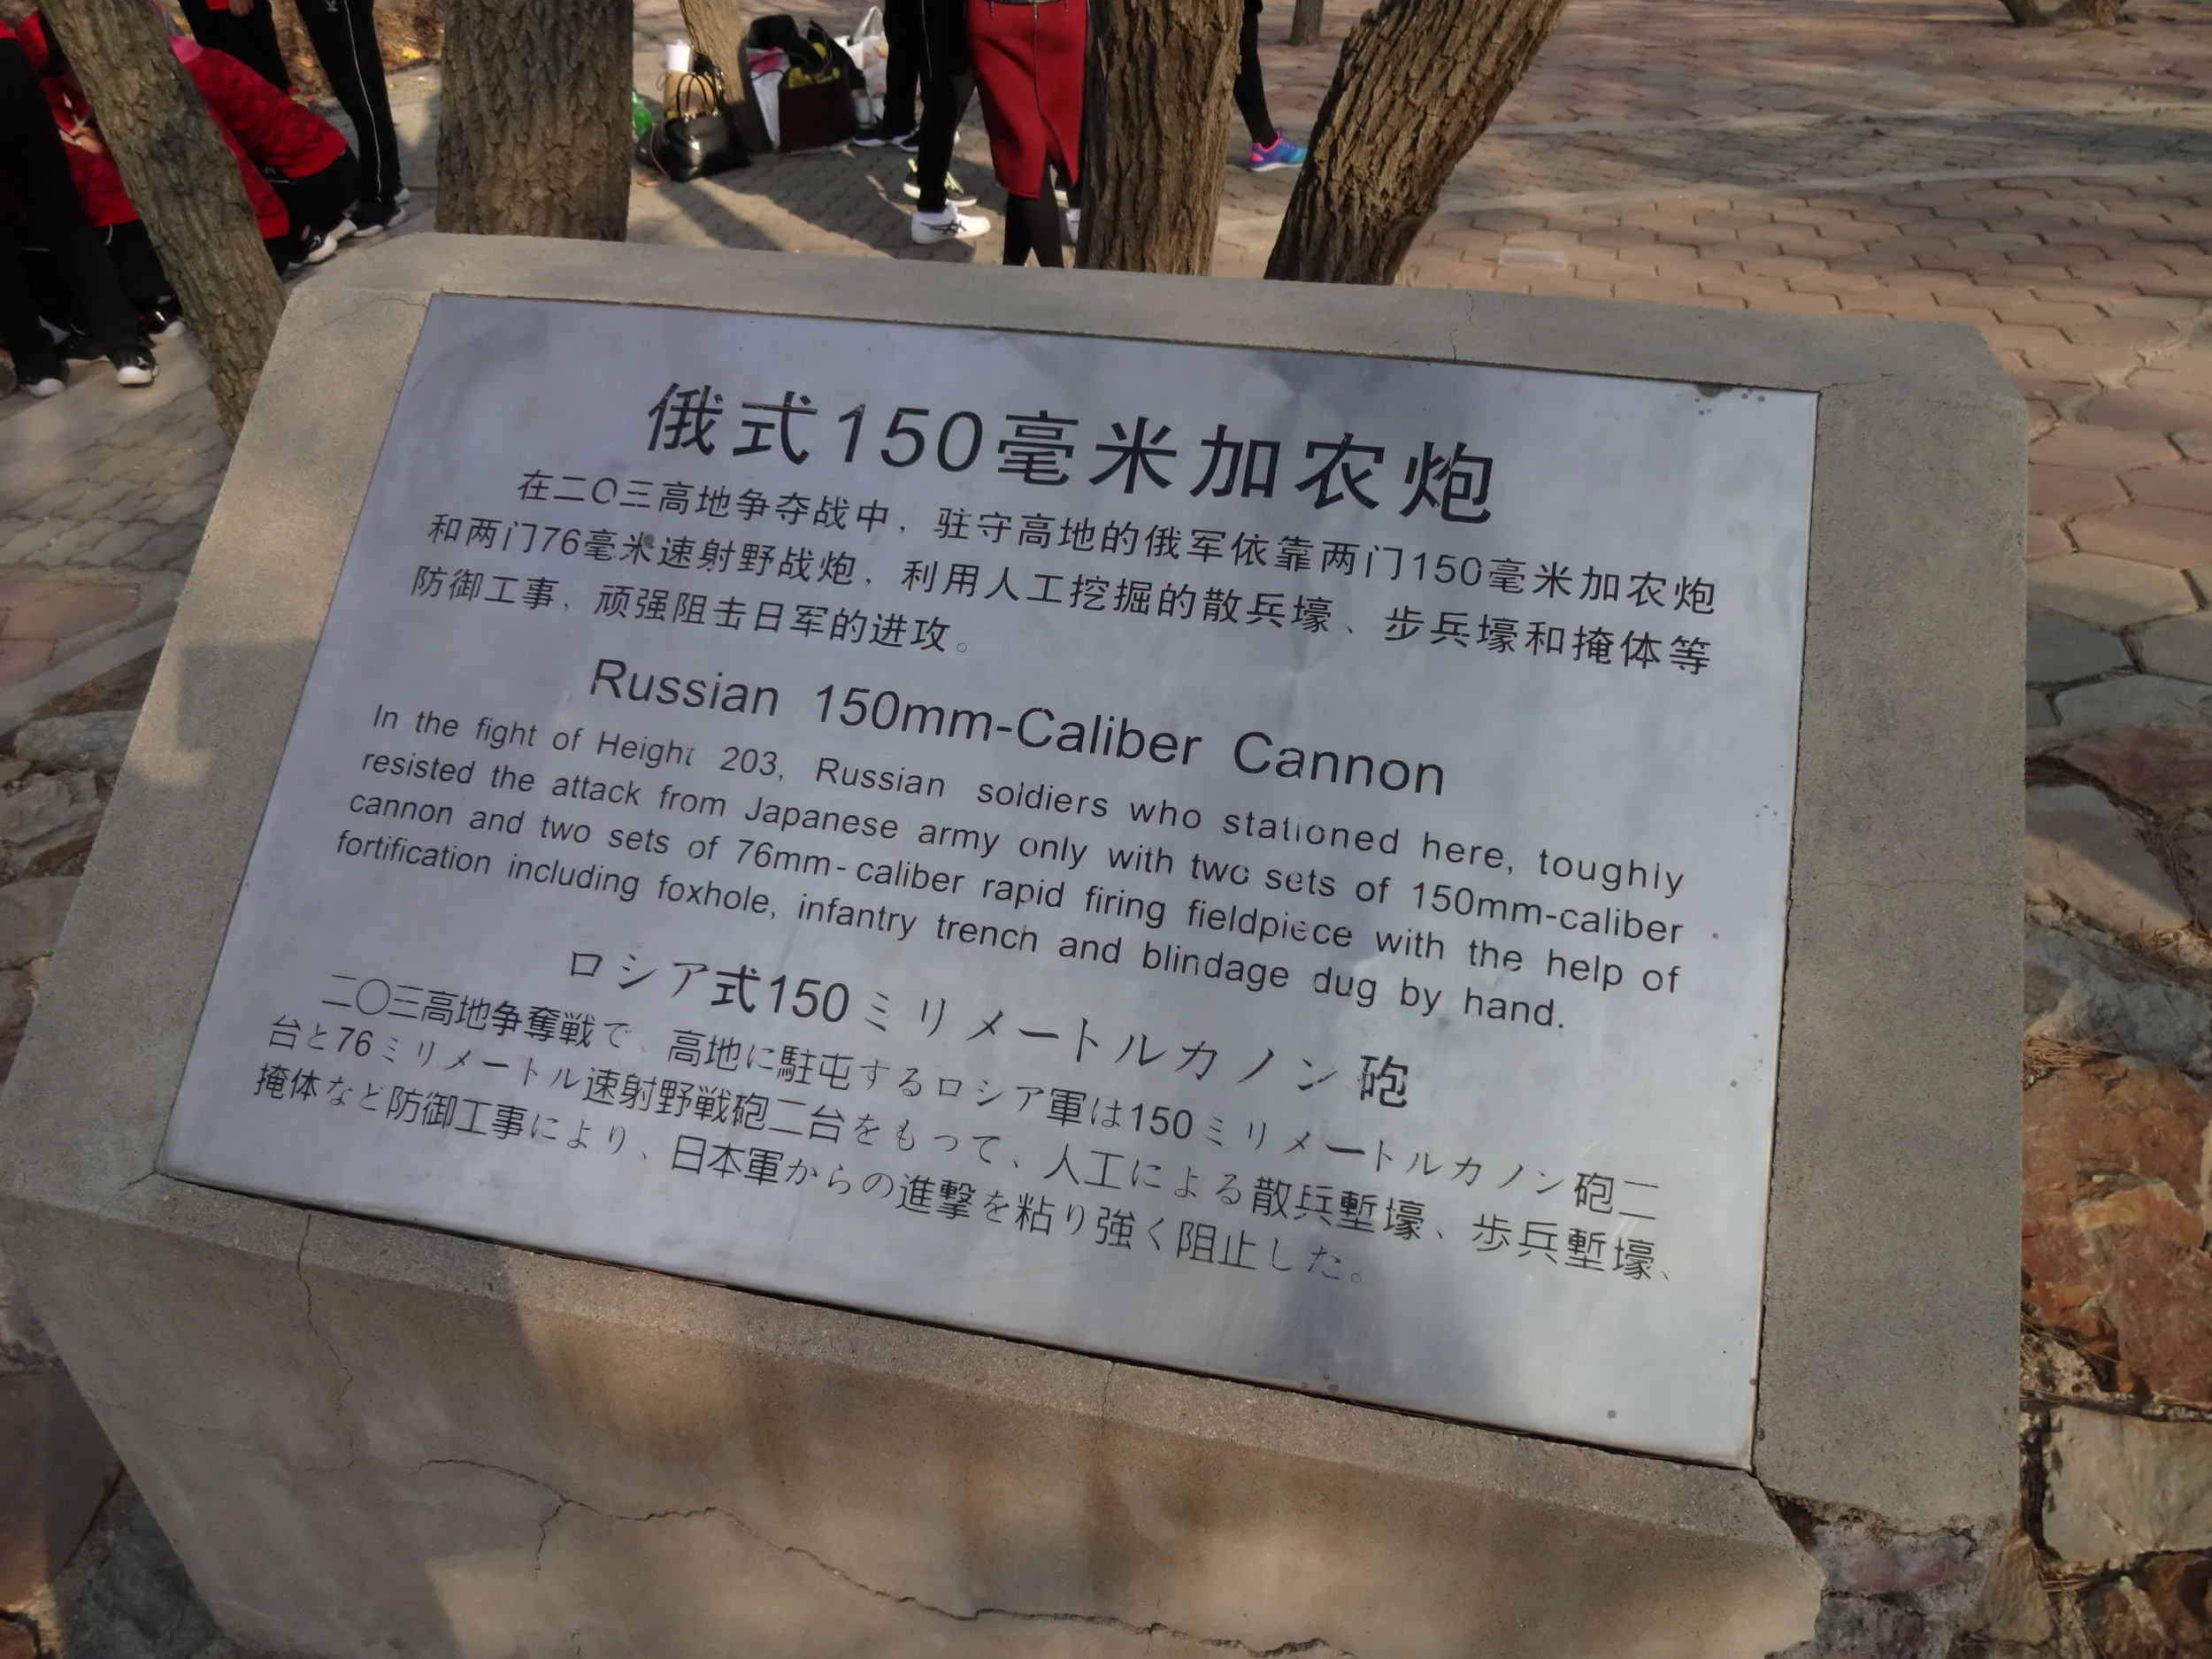 俄式150毫米加农炮
在二〇三高地争夺战中，驻守高地的俄军依靠两门150毫米加农炮
和两门76毫米速射野战炮，利用人工挖掘的散兵壕、步兵壕和掩体等
防御工事，顽强阻击日军的进攻。
Russian 150mm-Caliber Cannon
In the fight of Height 203, Russian soldiers who stationed here, toughly
resisted the attack from Japanese army only with two sets of 150mm-caliber
cannon and two sets of 76mm-caliber rapid firing fieldpiece with the help of
fortification including foxhole, infantry trench and blindage dug by hand.
ロシア式150ミリメートルカノン砲
二〇三高地争奪戦で、高地に駐屯するロシア軍は150ミリメートルカノン砲二
台と76ミリメートル速射野戦砲二台をもって、人工による散兵塹壕、歩兵塹壕、
掩体など防御工事により、日本軍からの進撃を粘り強く阻止した。